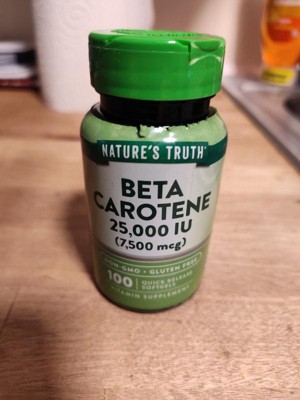 NATURE'S TRUTH
BETA
CAROTENE
25,000 IU
(7,500 mcg)
NON-GMO • GLUTEN FREE
100 QUICK RELEASE
SOFTGELS
VITAMIN SUPPLEMENT